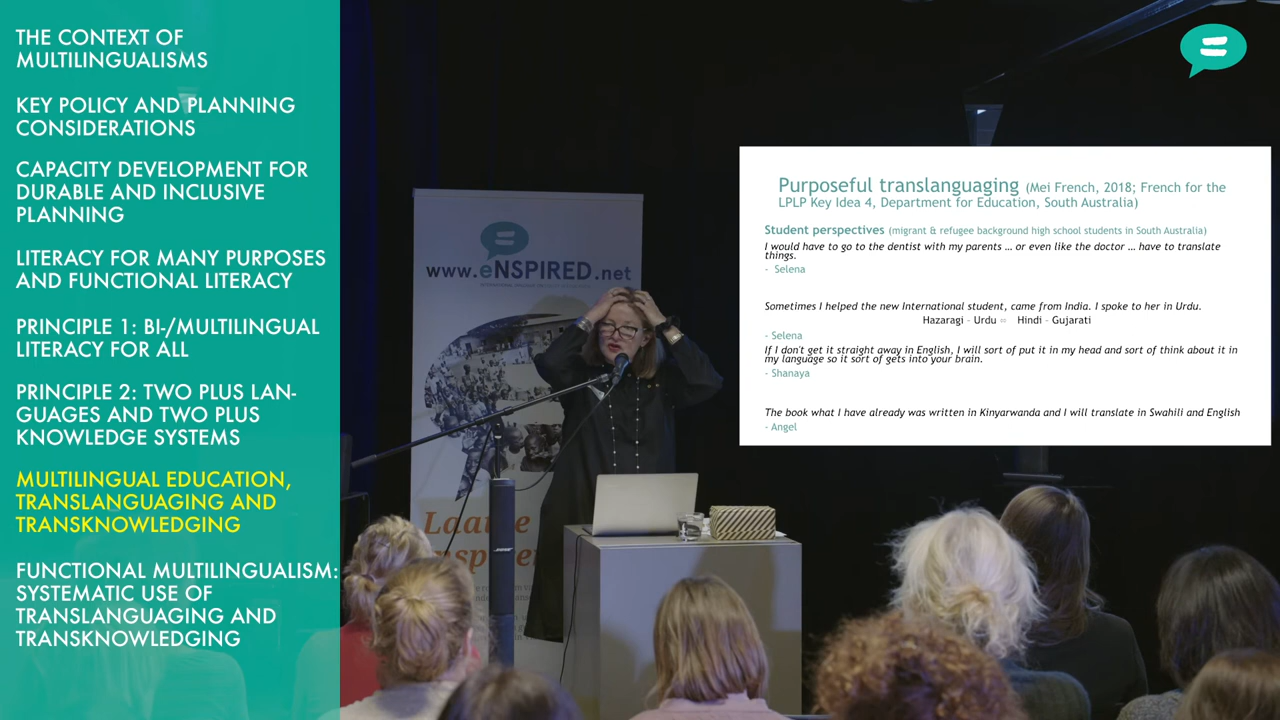 THE CONTEXT OF
MULTILINGUALISMS
KEY POLICY AND PLANNING
CONSIDERATIONS
CAPACITY DEVELOPMENT FOR
DURABLE AND INCLUSIVE
PLANNING
LITERACY FOR MANY PURPOSES
AND FUNCTIONAL LITERACY
PRINCIPLE 1: BI-/MULTILINGUAL
LITERACY FOR ALL
PRINCIPLE 2: TWO PLUS LAN-
GUAGES AND TWO PLUS
KNOWLEDGE SYSTEMS
MULTILINGUAL EDUCATION,
TRANSLANGUAGING AND
TRANSKNOWLEDGING
FUNCTIONAL MULTILINGUALISM:
SYSTEMATIC USE OF
TRANSLANGUAGING AND
TRANSKNOWLEDGING
www.eNSPIRED.net
Purposeful translanguaging (Mei French, 2018; French for the
LPLP Key Idea 4, Department for Education, South Australia)
Student perspectives (migrant & refugee background high school students in South Australia)
I would have to go to the dentist with my parents … or even like the doctor … have to translate
things.
- Selena
Sometimes I helped the new International student, came from India. I spoke to her in Urdu.
Hazaragi - Urdu = Hindi - Gujarati
- Selena
If I don't get it straight away in English, I will sort of put it in my head and sort of think about it in
my language so it sort of gets into your brain.
- Shanaya
The book what I have already was written in Kinyarwanda and I will translate in Swahili and English
- Angel